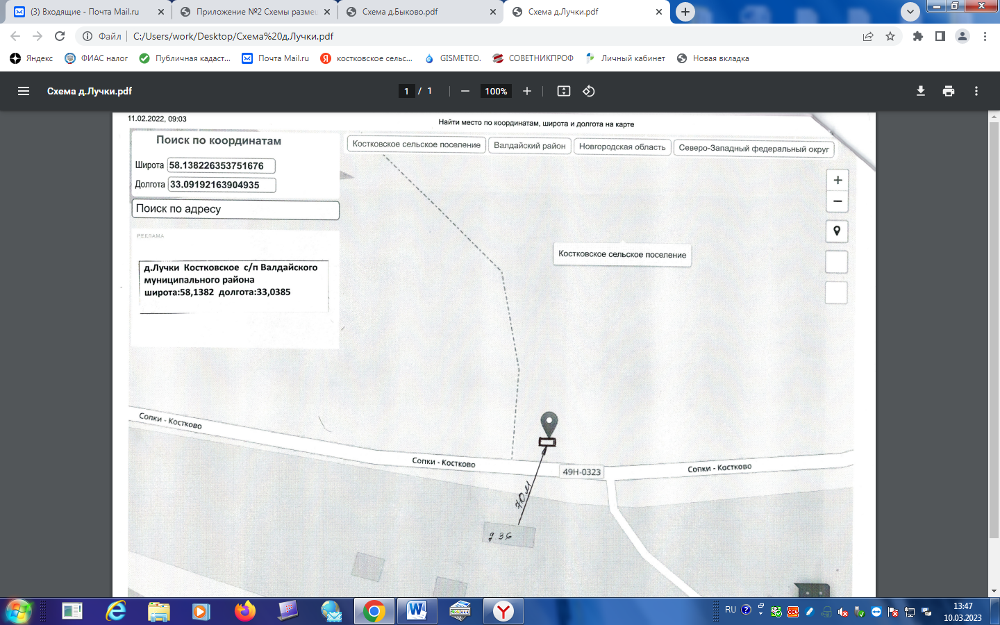 (3) Входящие - Почта Mail.ru
Приложение №2 Схемы размещ
Схема д.Быково.pdf
Схема д.Лучки.pdf
Файл C:/Users/work/Desktop/Схема%20д.Лучки.pdf
Яндекс
ФИАС налог
Публичная кадаст...
Почта Mail.ru
костковское сельс...
GISMETEO.
СОВЕТНИКПРОФ
Личный кабинет
Новая вкладка
Схема д.Лучки.pdf
1 / 1
100%
11.02.2022, 09:03
Найти место по координатам, широта и долгота на карте
Поиск по координатам
Костковское сельское поселение
Валдайский район
Новгородская область
Северо-Западный федеральный округ
Широта 58.138226353751676
Долгота 33.09192163904935
Поиск по адресу
РЕКЛАМА
Костковское сельское поселение
д.Лучки Костковское с/п Валдайского
муниципального района
широта:58,1382 долгота:33,0385
Сопки - Костково
Сопки - Костково
49Н-0323
Сопки - Костково
70м
д 36
RU
13:47
10.03.2023